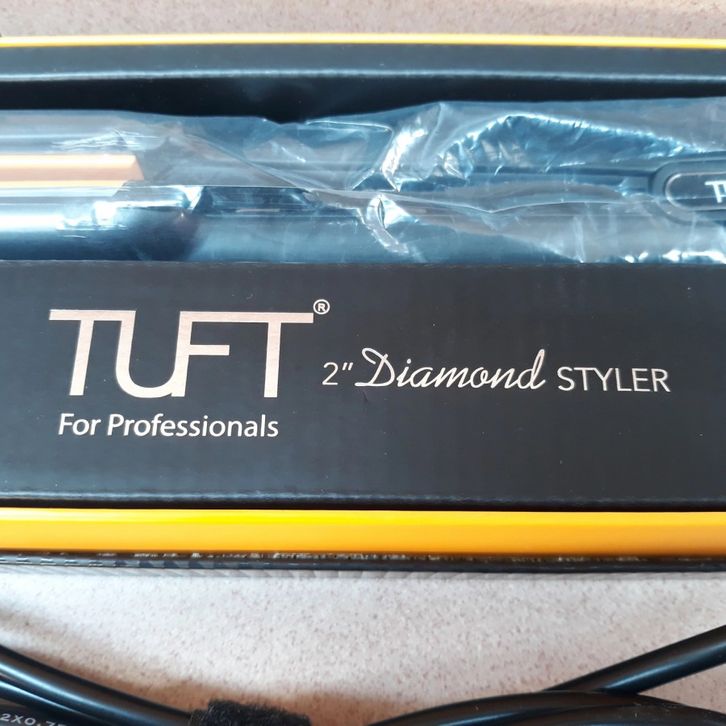 TUFT®
2" Diamond STYLER
For Professionals